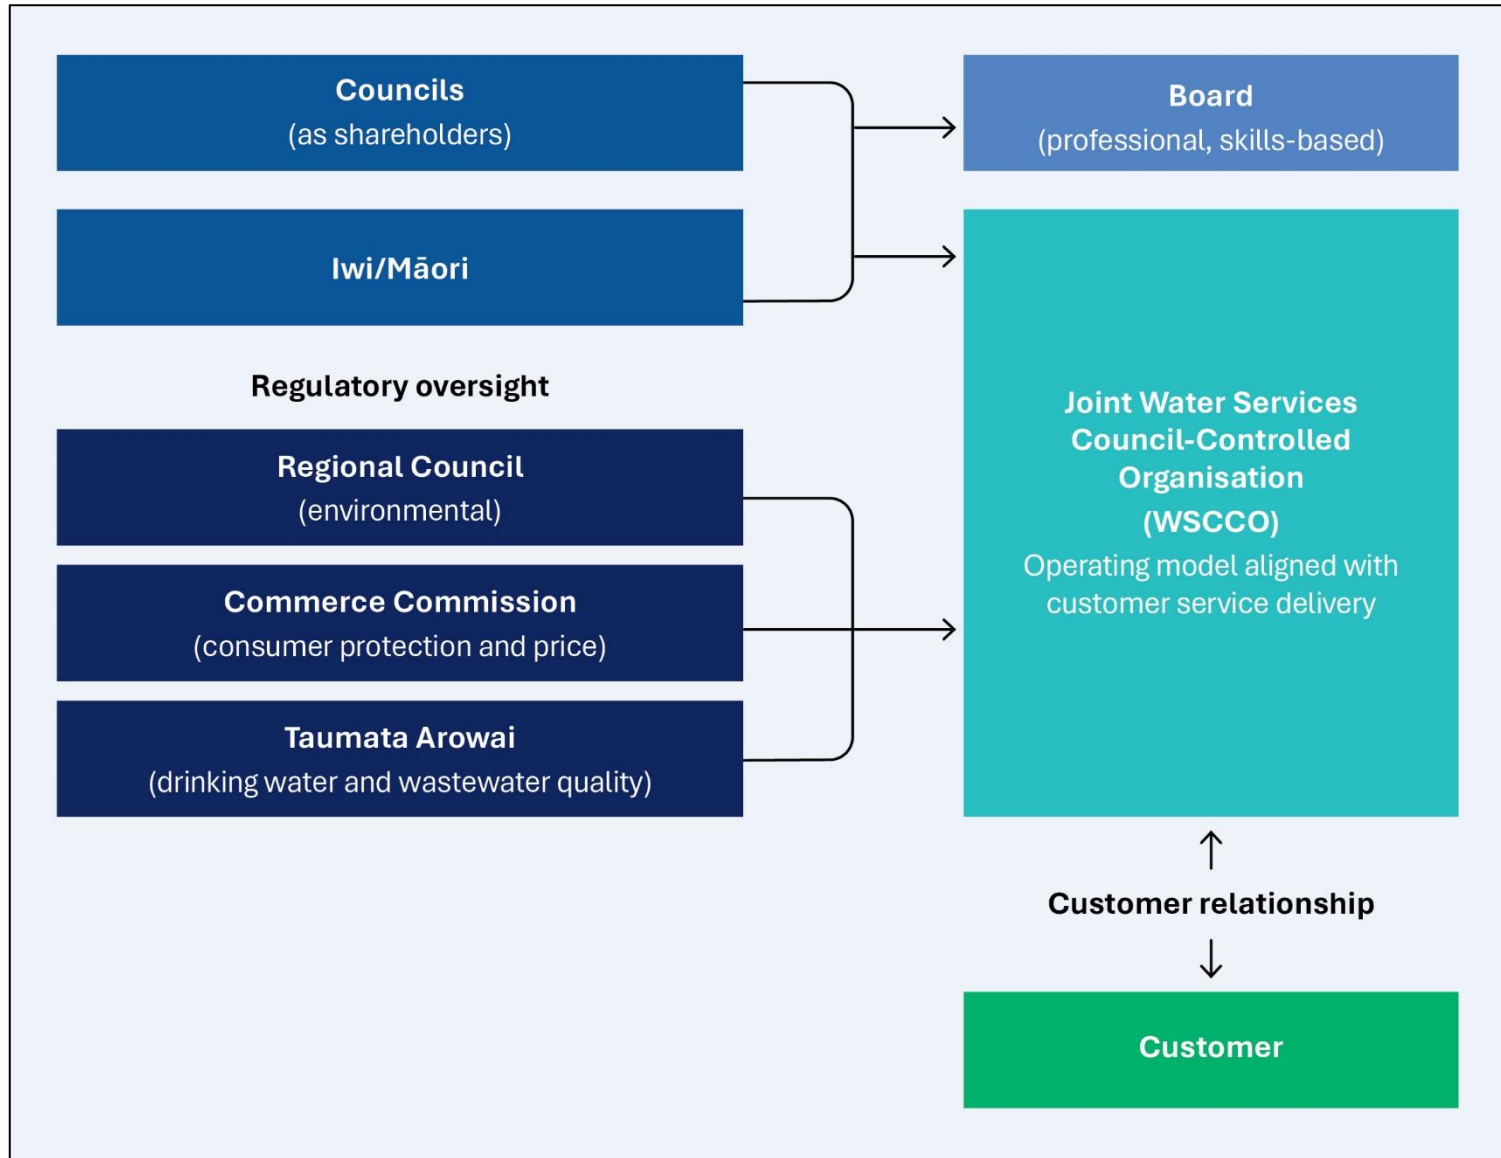 Councils
(as shareholders)
Iwi/Māori
Regulatory oversight
Regional Council
(environmental)
Commerce Commission
(consumer protection and price)
Taumata Arowai
(drinking water and wastewater quality)
Board
(professional, skills-based)
Joint Water Services
Council-Controlled
Organisation
(WSCCO)
Operating model aligned with
customer service delivery
Customer relationship
Customer